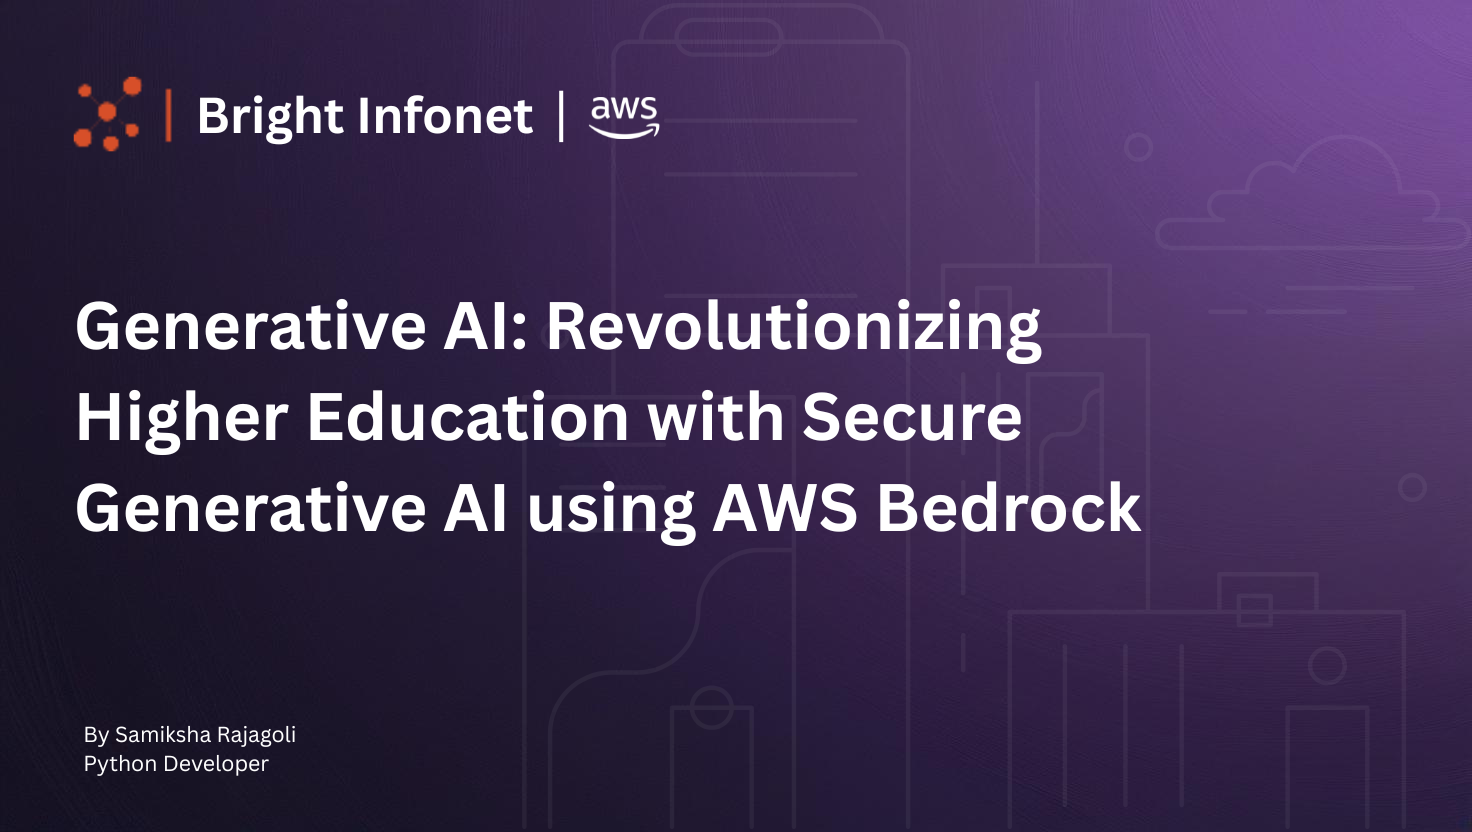 Bright Infonet | aws
Generative AI: Revolutionizing
Higher Education with Secure
Generative AI using AWS Bedrock
By Samiksha Rajagoli
Python Developer